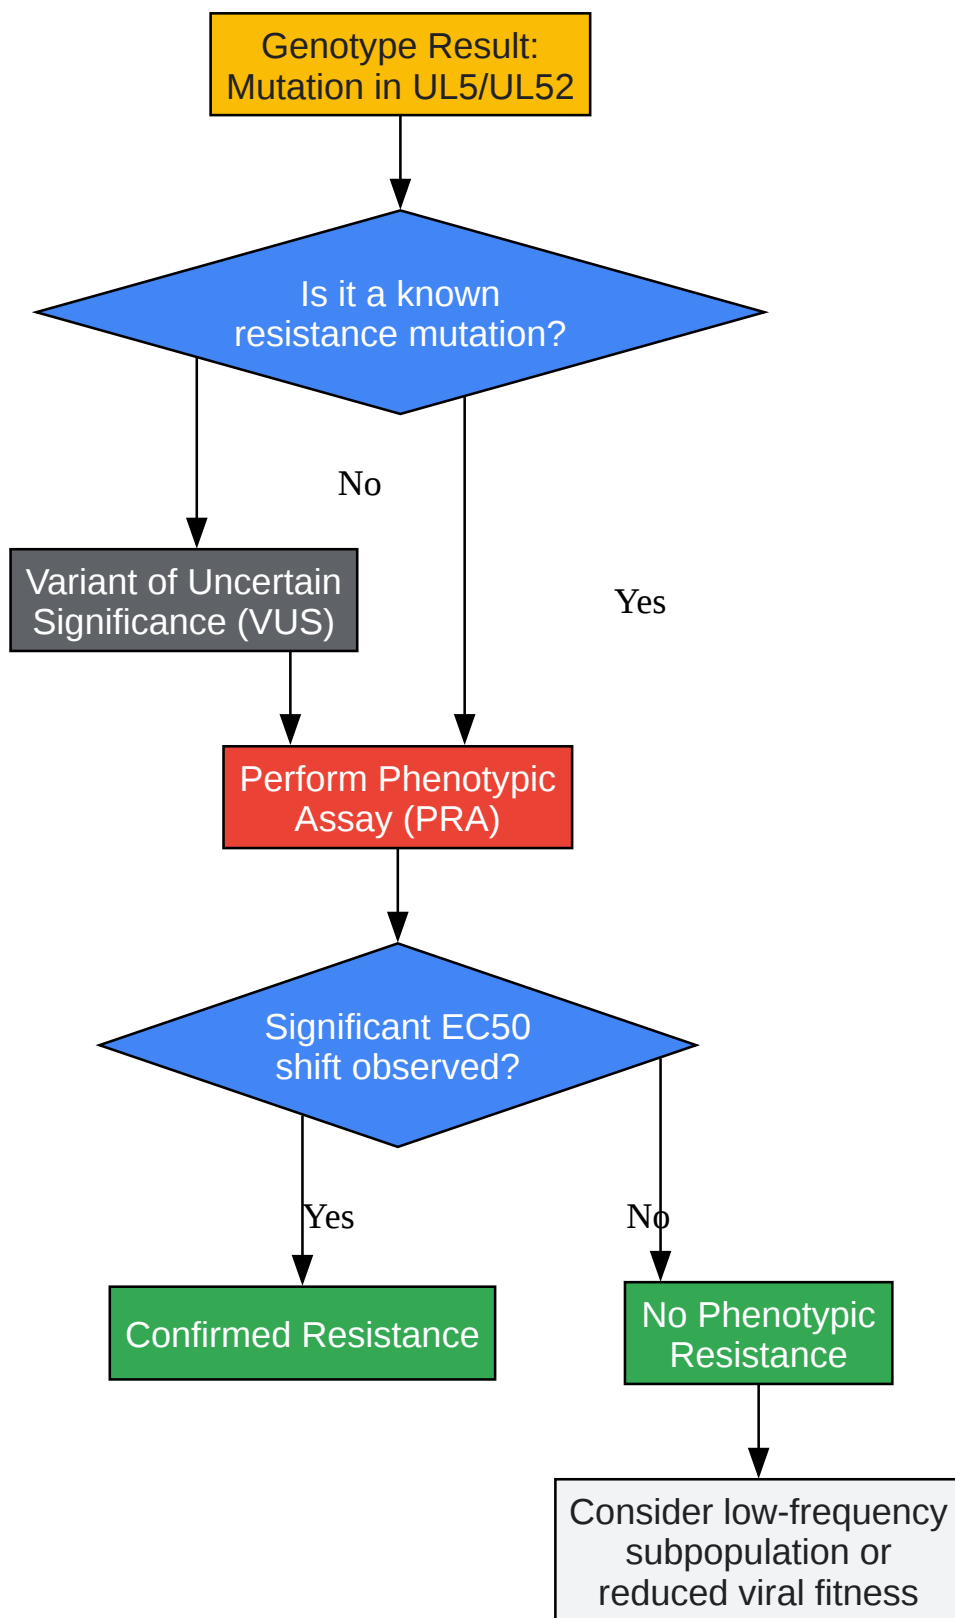 Genotype Result:
Mutation in UL5/UL52
Is it a known
resistance mutation?
No
Variant of Uncertain
Significance (VUS)
Yes
Perform Phenotypic
Assay (PRA)
Significant EC50
shift observed?
Yes
No
Confirmed Resistance
No Phenotypic
Resistance
Consider low-frequency
subpopulation or
reduced viral fitness